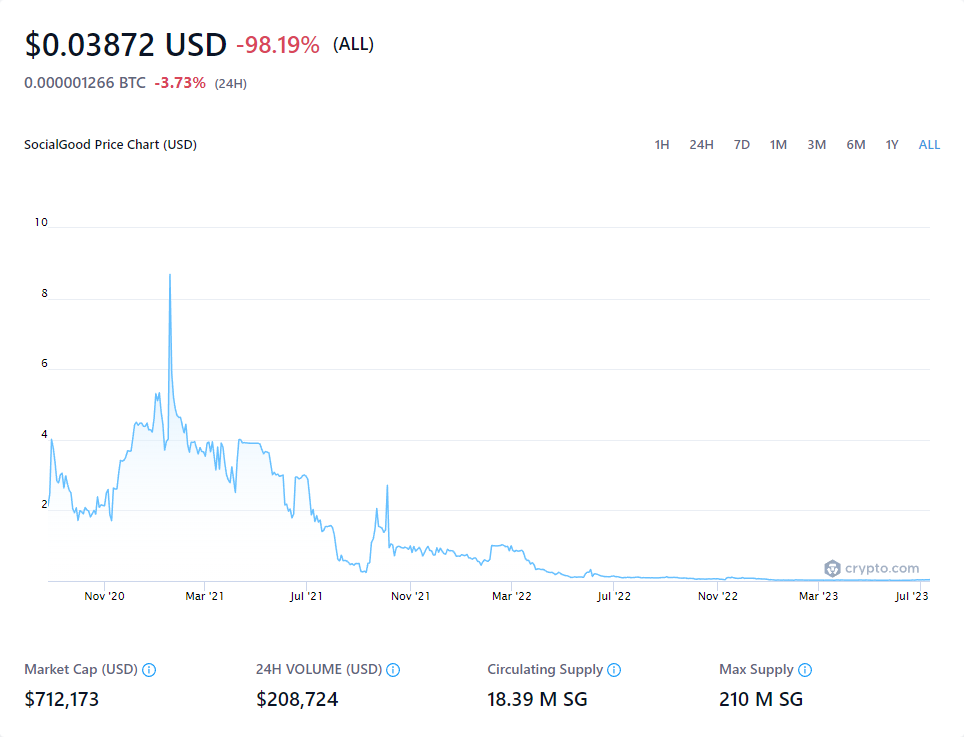 $0.03872 USD -98.19% (ALL)
0.000001266 BTC -3.73% (24H)
SocialGood Price Chart (USD) 1H 24H 7D 1M 3M 6M 1Y ALL
10
8
6
4
2
crypto.com
Nov '20 Mar '21 Jul '21 Nov '21 Mar '22 Jul '22 Nov '22 Mar '23 Jul '23
Market Cap (USD) 24H VOLUME (USD) Circulating Supply Max Supply
$712,173 $208,724 18.39 M SG 210 M SG